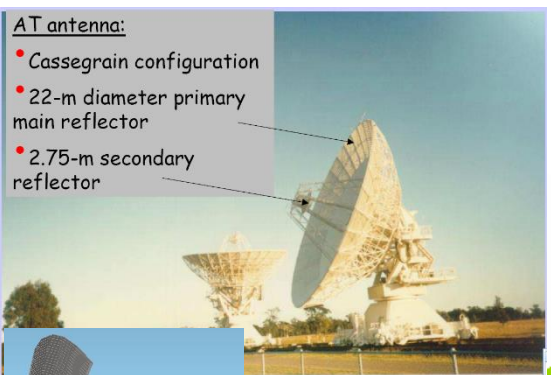 AT antenna:
• Cassegrain configuration
• 22-m diameter primary
main reflector
• 2.75-m secondary
reflector